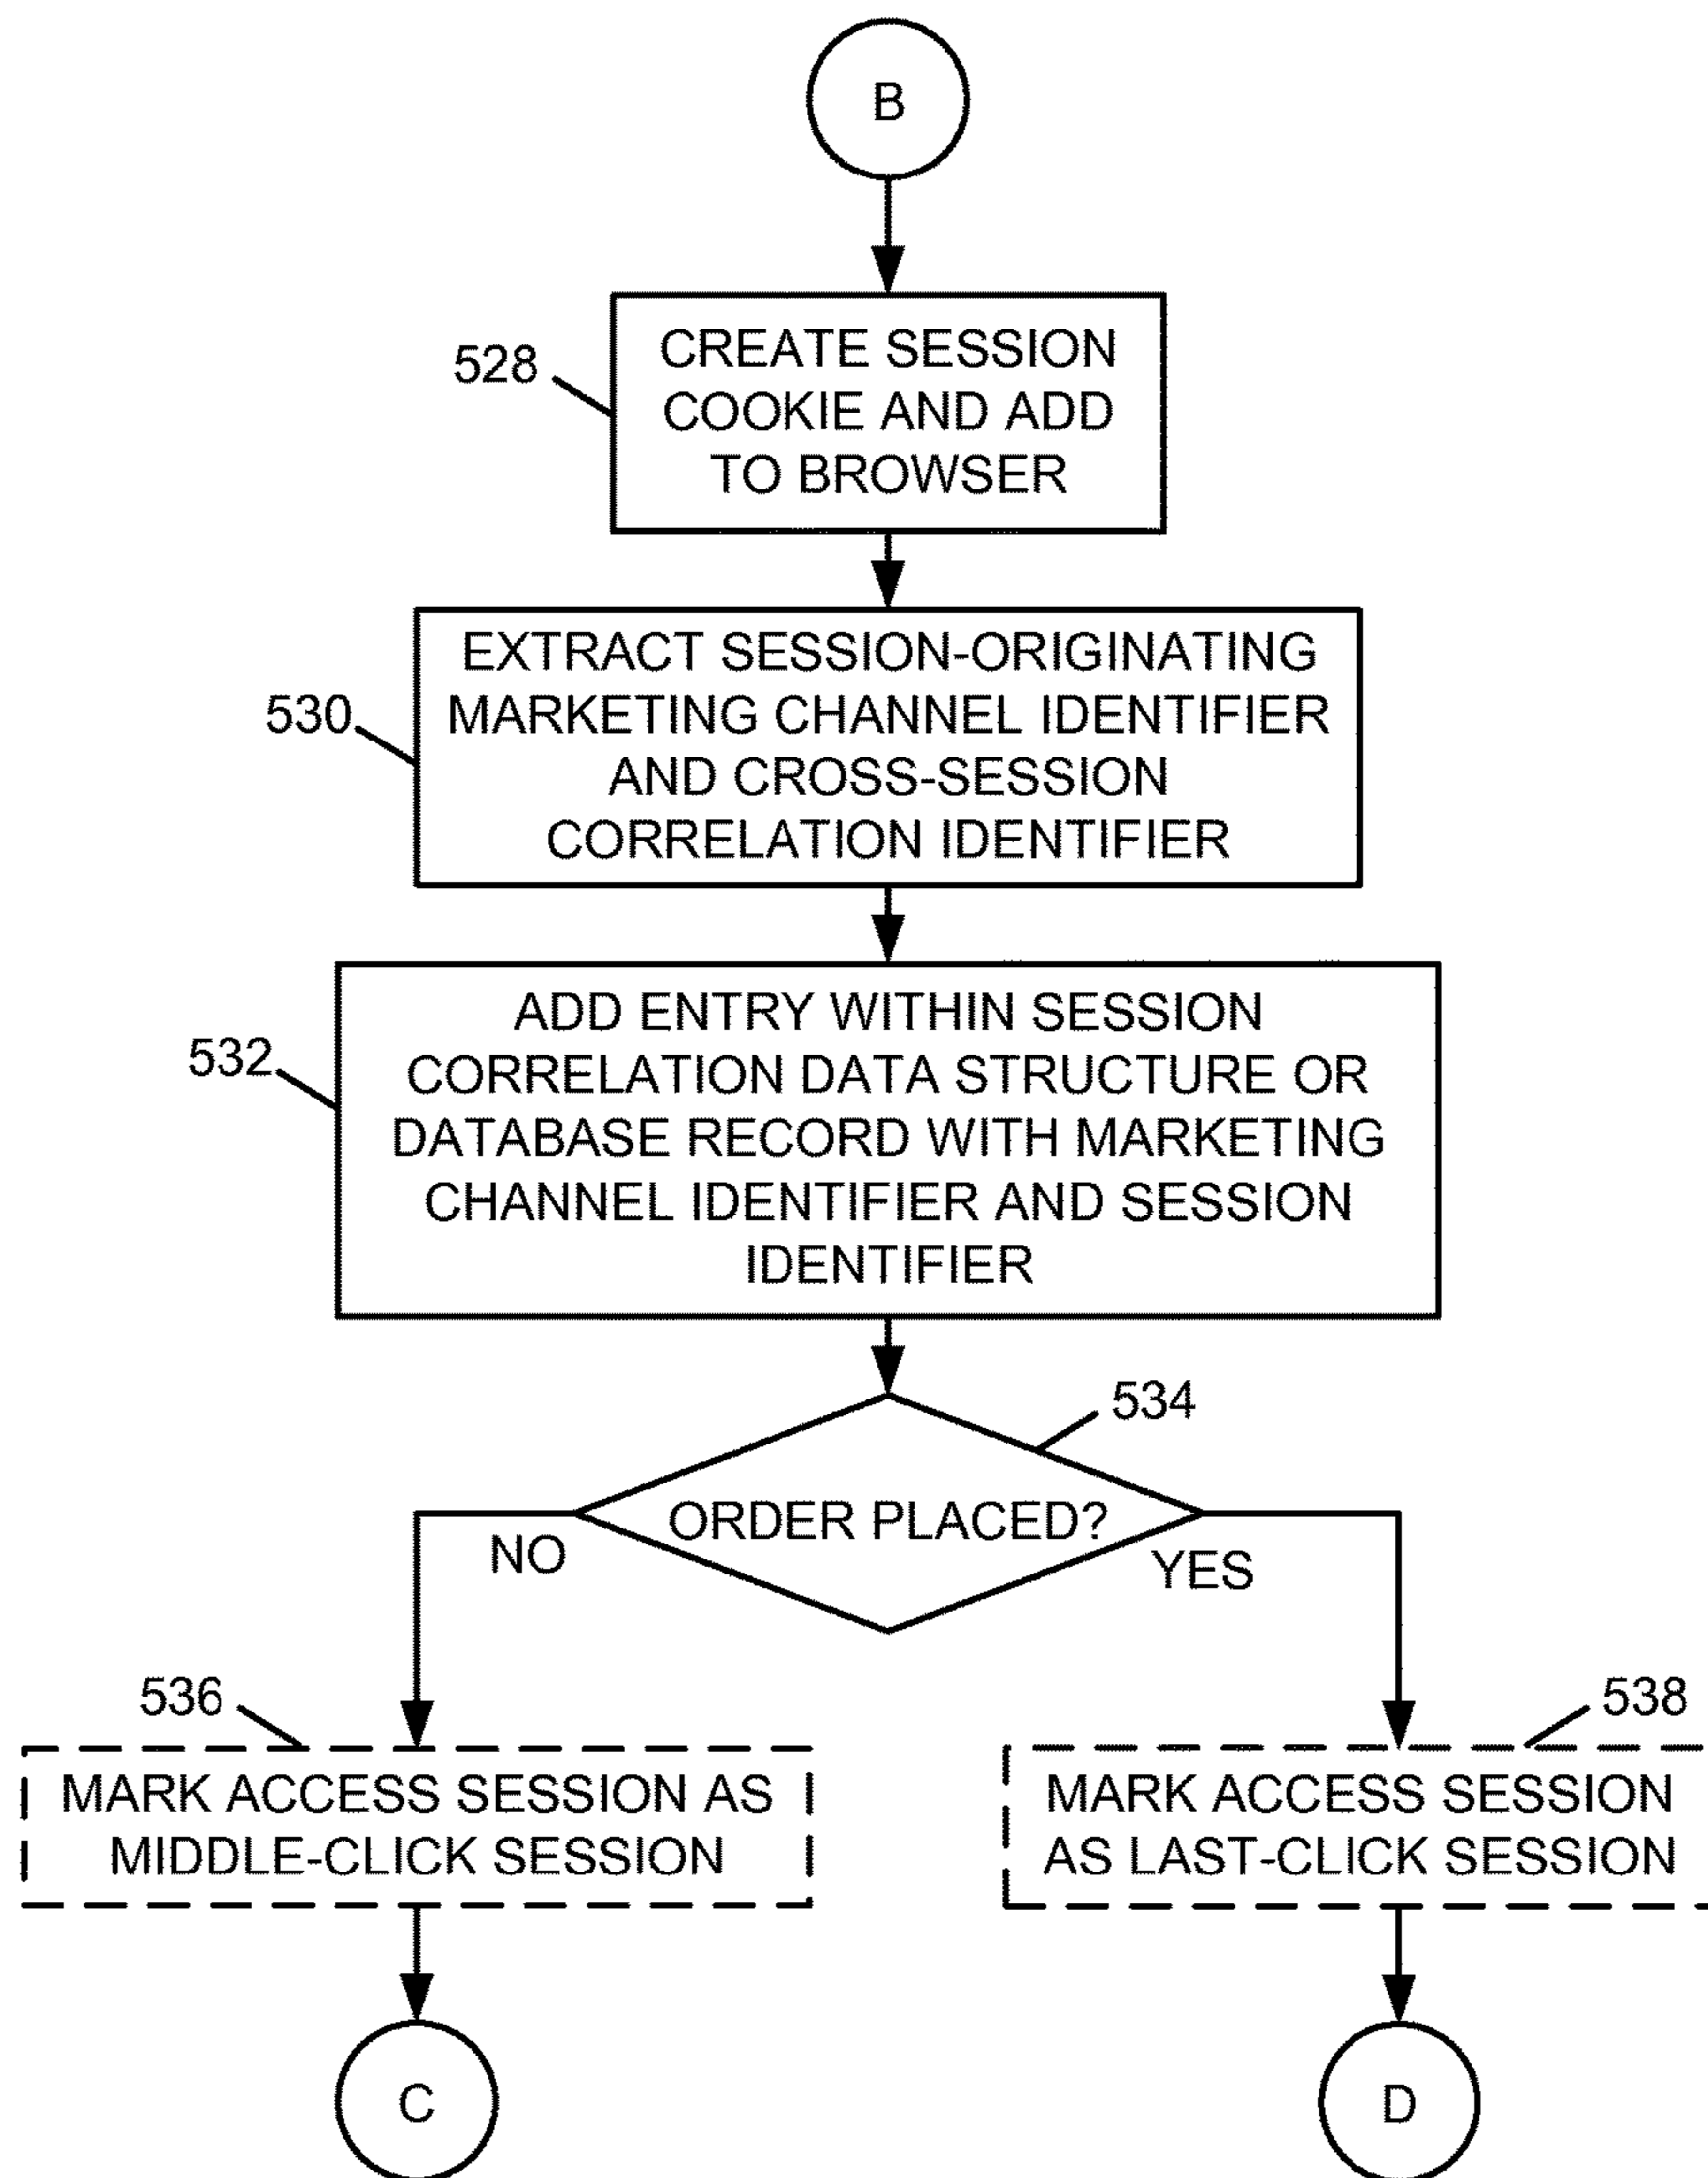 B
528
CREATE SESSION
COOKIE AND ADD
TO BROWSER
530
EXTRACT SESSION-ORIGINATING
MARKETING CHANNEL IDENTIFIER
AND CROSS-SESSION
CORRELATION IDENTIFIER
532
ADD ENTRY WITHIN SESSION
CORRELATION DATA STRUCTURE OR
DATABASE RECORD WITH MARKETING
CHANNEL IDENTIFIER AND SESSION
IDENTIFIER
534
ORDER PLACED?
NO
YES
536
MARK ACCESS SESSION AS
MIDDLE-CLICK SESSION
538
MARK ACCESS SESSION
AS LAST-CLICK SESSION
C
D